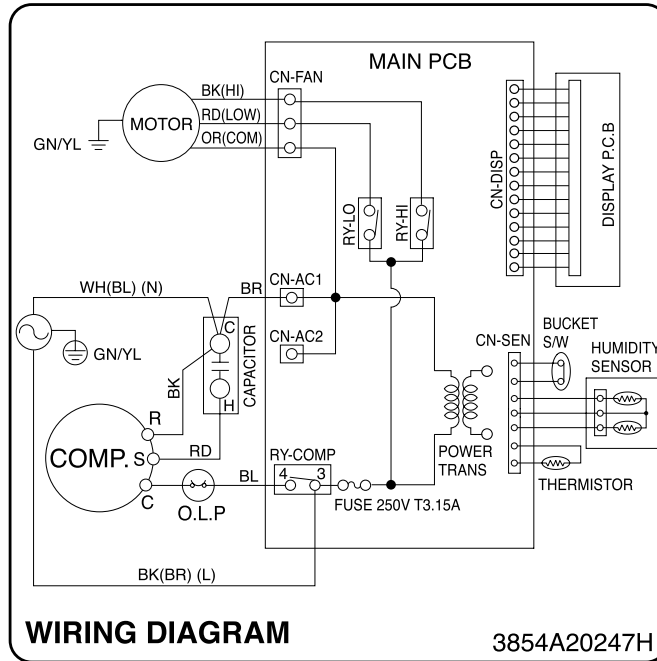 MAIN PCB
CN-FAN
BK(HI)
RD(LOW)
OR(COM)
MOTOR
GN/YL
CN-DISP
DISPLAY P.C.B
RY-LO
RY-HI
WH(BL) (N)
BR
CN-AC1
CN-AC2
GN/YL
C
H
CAPACITOR
BK
CN-SEN
BUCKET
S/W
HUMIDITY
SENSOR
R
COMP.
S
RD
C
O.L.P
BL
RY-COMP
4 3
FUSE 250V T3.15A
POWER
TRANS
THERMISTOR
BK(BR) (L)
WIRING DIAGRAM
3854A20247H